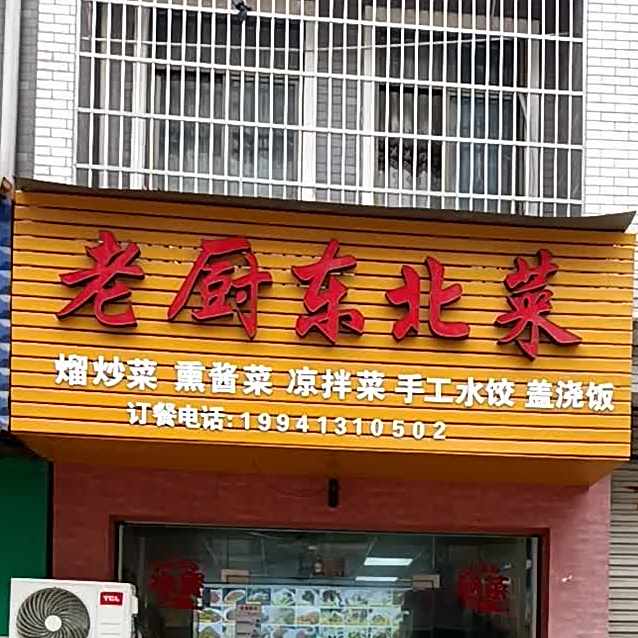 老厨东北菜
熘炒菜 熏酱菜 凉拌菜 手工水饺 盖浇饭
订餐电话:19941310502
TCL